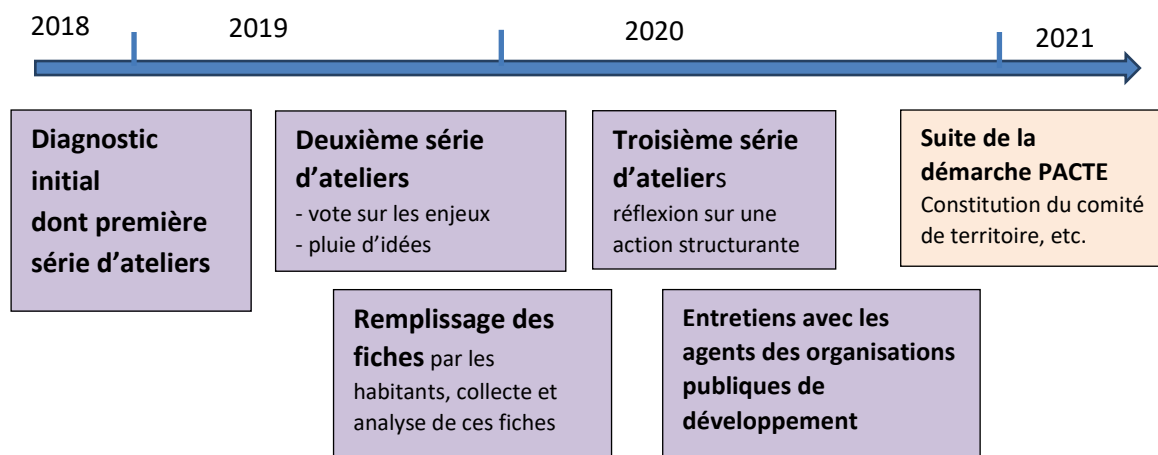 2018
2019
2020
2021
Diagnostic
initial
dont première
série d'ateliers
Deuxième série
d'ateliers
- vote sur les enjeux
- pluie d'idées
Troisième série
d'ateliers
réflexion sur une
action structurante
Suite de la
démarche PACTE
Constitution du comité
de territoire, etc.
Remplissage des
fiches par les
habitants, collecte et
analyse de ces fiches
Entretiens avec les
agents des organisations
publiques de
développement